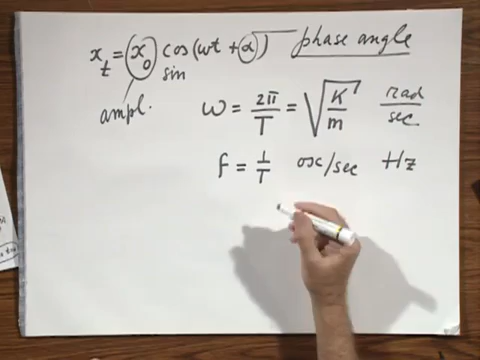 x_t = x_0 cos(ωt + α) phase angle
sin
ampl.
ω = 2π/T = √(K/m) rad/sec
f = 1/T osc/sec Hz